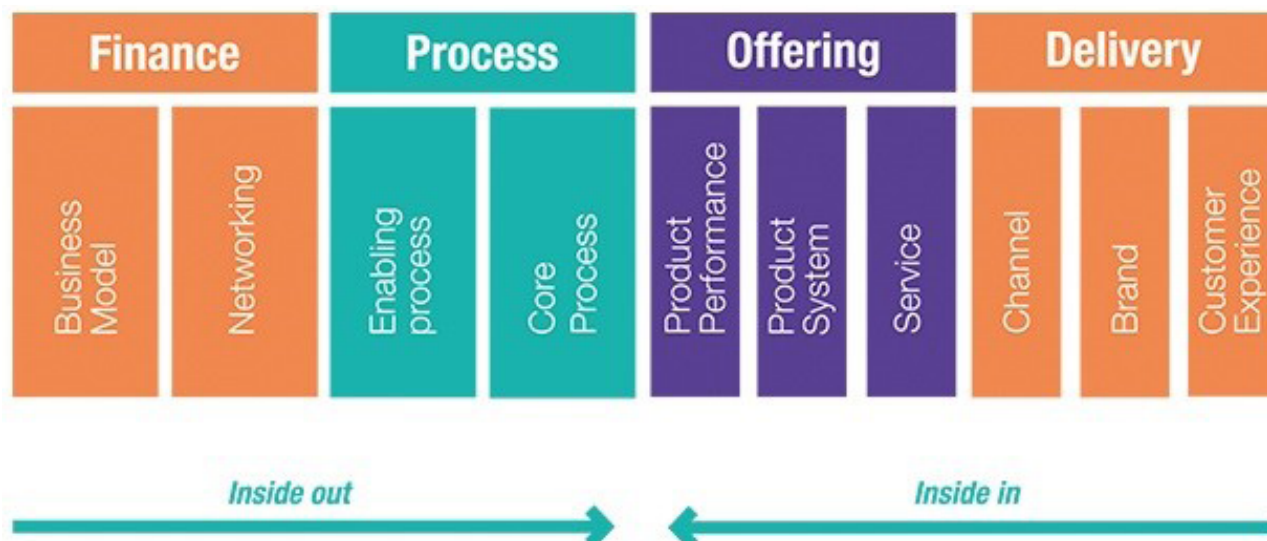 Finance
Process
Offering
Delivery
Business
Model
Networking
Enabling
process
Core
Process
Product
Performance
Product
System
Service
Channel
Brand
Customer
Experience
Inside out
Inside in